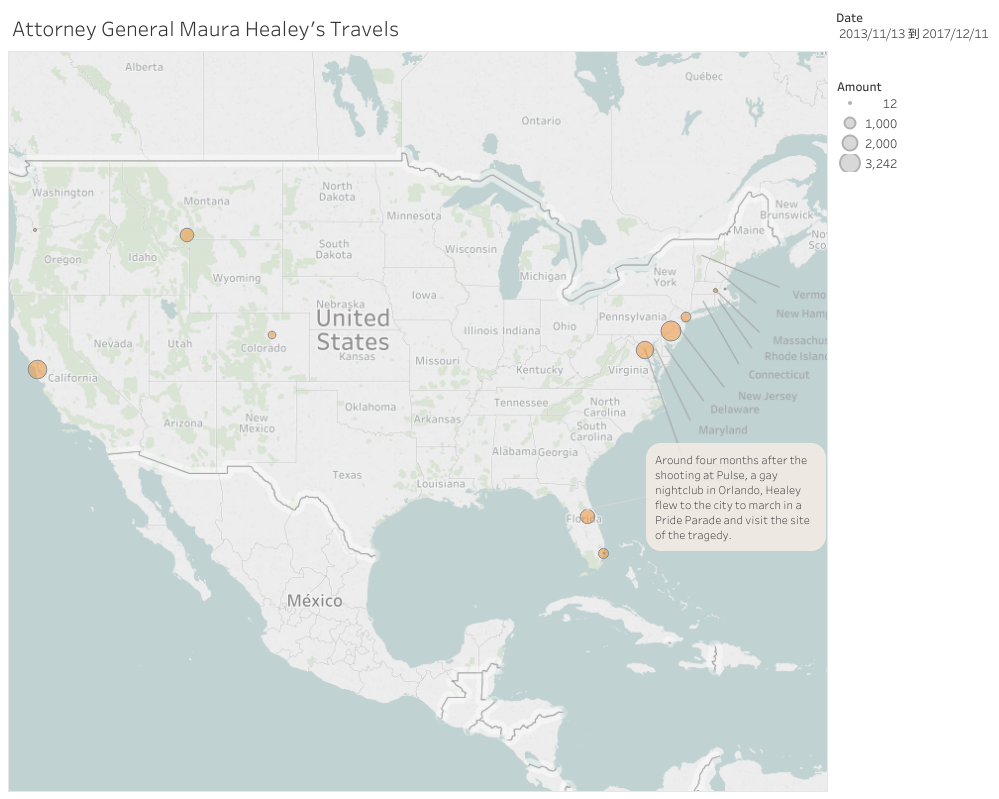 Attorney General Maura Healey's Travels
Date
2013/11/13 到 2017/12/11
Amount
12
1,000
2,000
3,242
Alberta
Québec
Ontario
Washington
Montana
North
Dakota
Minnesota
New
Brunswick
Maine
Oregon
Idaho
South
Dakota
Wisconsin
Michigan
New
York
Wyoming
Iowa
Nebraska
Pennsylvania
United
States
Nevada
Utah
Colorado
Kansas
Illinois
Indiana
Ohio
Missouri
Kentucky
Virginia
California
Vermo
New Ham
Massachu
Rhode Islan
Connecticut
New Jersey
Delaware
Maryland
Arizona
New
Mexico
Oklahoma
Arkansas
Tennessee
North
Carolina
South
Carolina
Alabama
Georgia
Texas
Louisiana
Florida
Around four months after the
shooting at Pulse, a gay
nightclub in Orlando, Healey
flew to the city to march in a
Pride Parade and visit the site
of the tragedy.
México